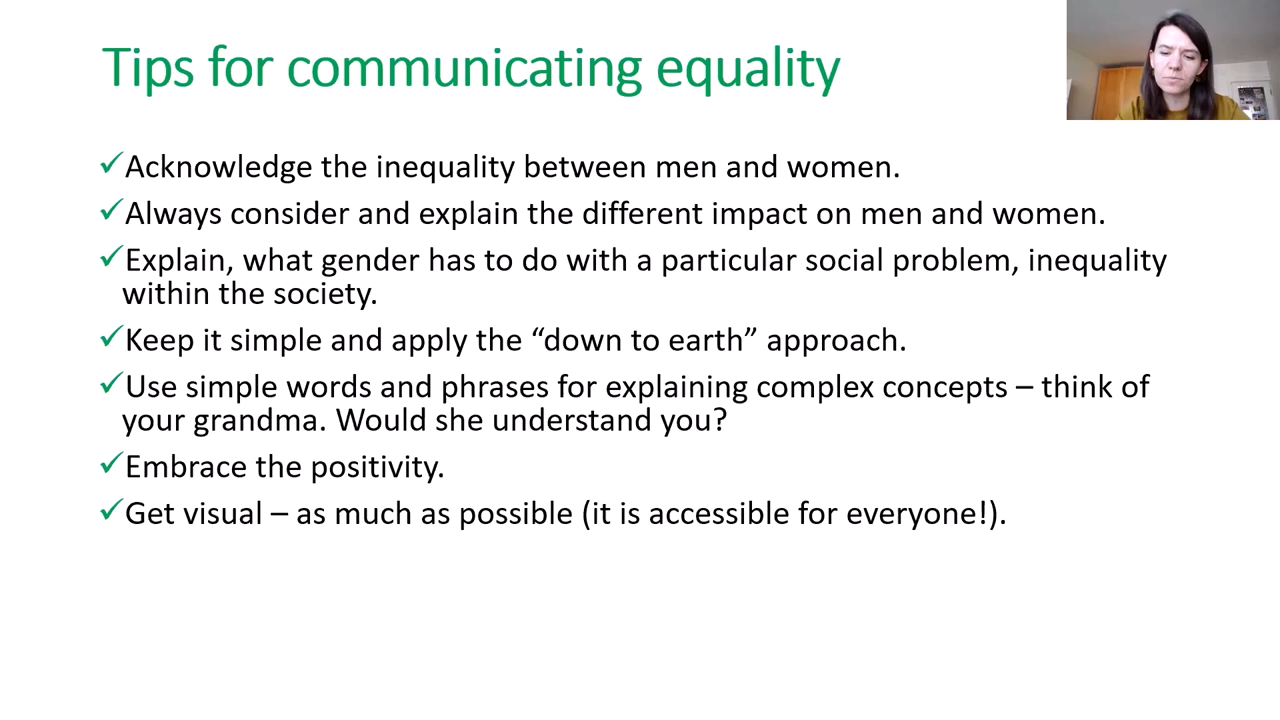 Tips for communicating equality
✓Acknowledge the inequality between men and women.
✓Always consider and explain the different impact on men and women.
✓Explain, what gender has to do with a particular social problem, inequality
within the society.
✓Keep it simple and apply the “down to earth” approach.
✓Use simple words and phrases for explaining complex concepts – think of
your grandma. Would she understand you?
✓Embrace the positivity.
✓Get visual – as much as possible (it is accessible for everyone!).